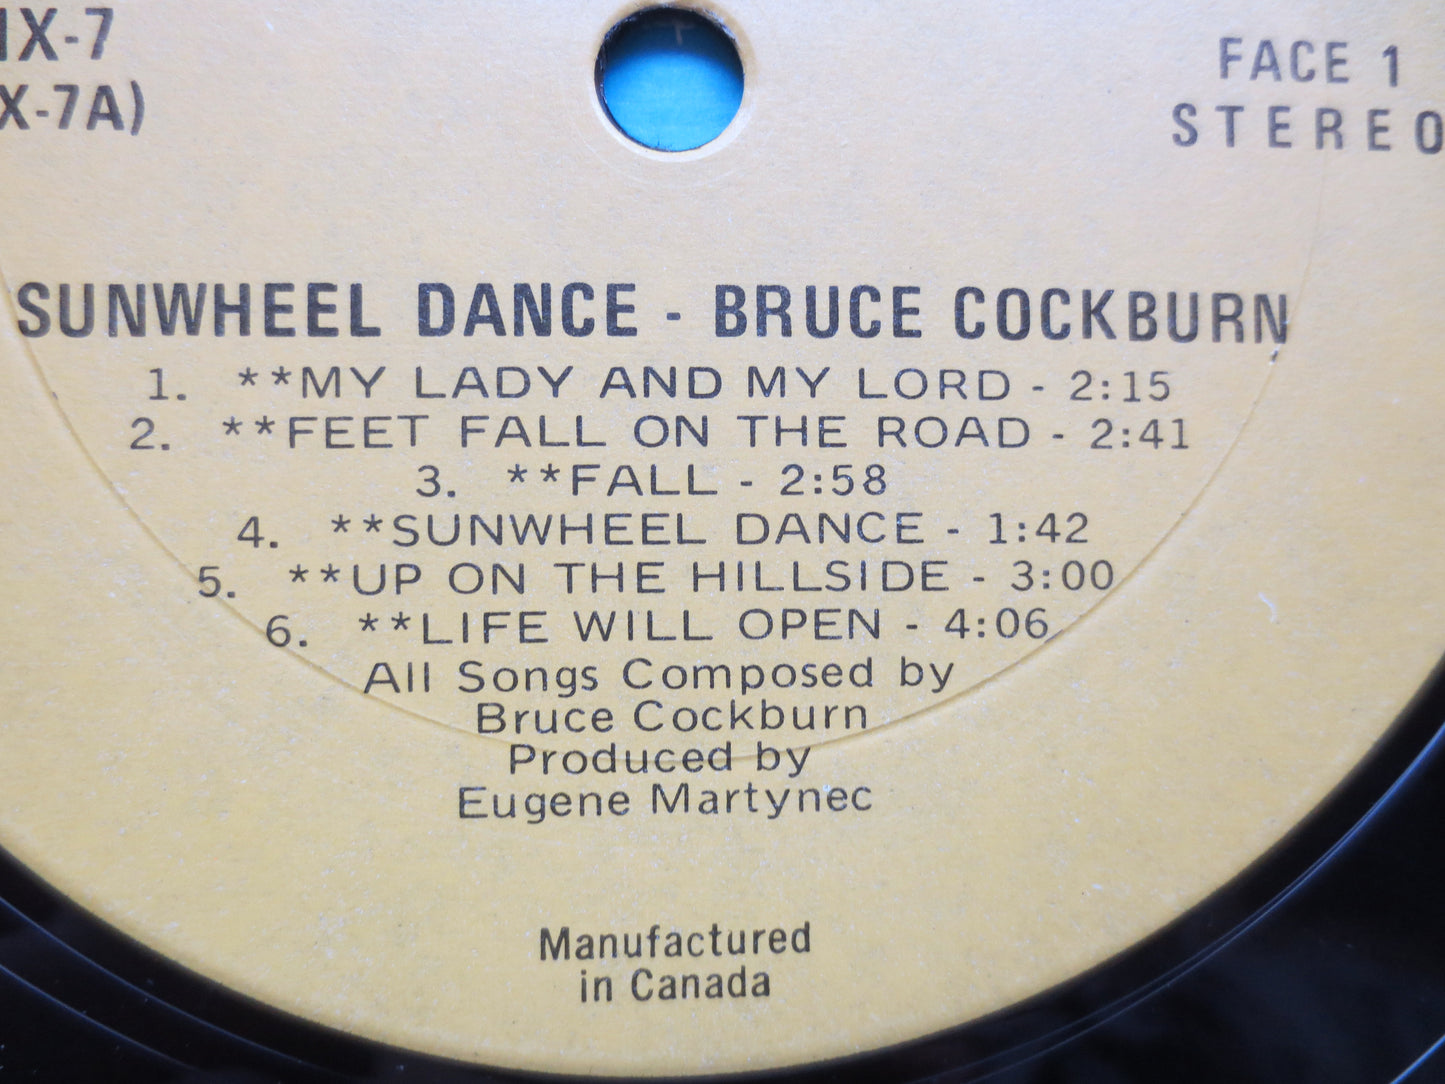 FACE 1
X-7A)
STEREO
SUNWHEEL DANCE - BRUCE COCKBURN
1. **MY LADY AND MY LORD - 2:15
2. **FEET FALL ON THE ROAD - 2:41
3. **FALL - 2:58
4. **SUNWHEEL DANCE - 1:42
5. **UP ON THE HILLSIDE - 3:00
6. **LIFE WILL OPEN - 4:06
All Songs Composed by
Bruce Cockburn
Produced by
Eugene Martynec
Manufactured
in Canada